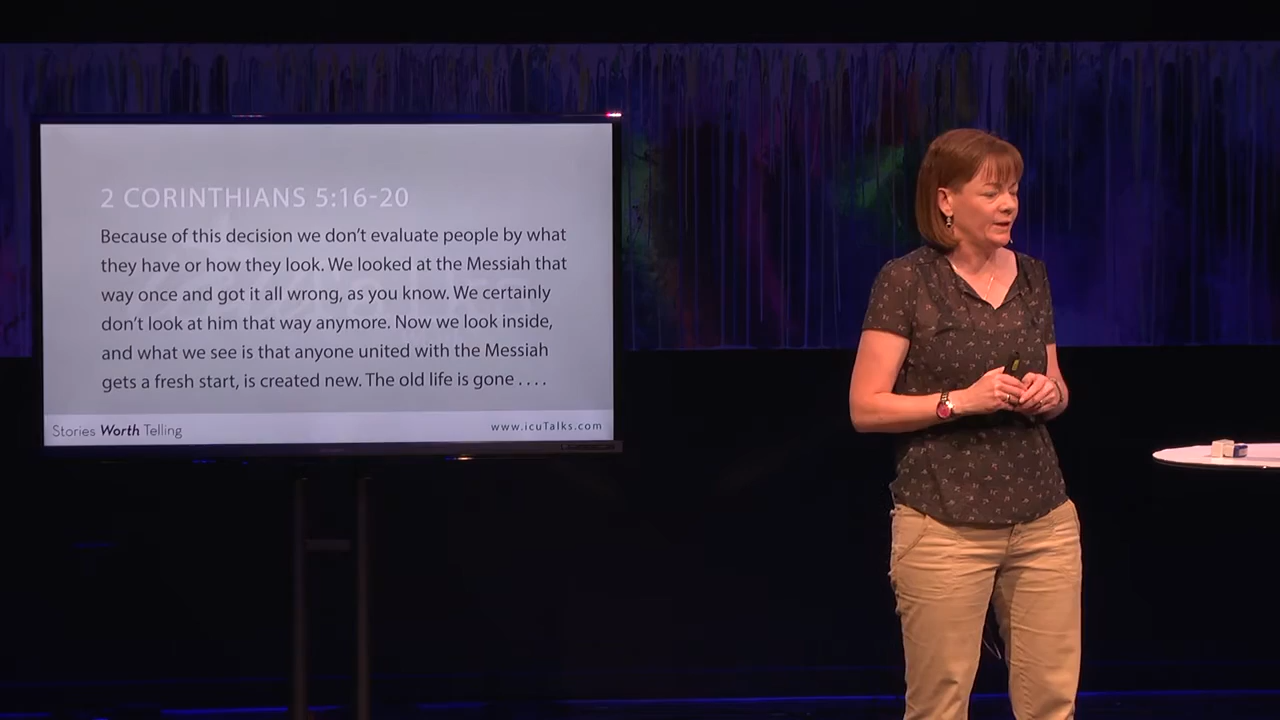 2 CORINTHIANS 5:16-20
Because of this decision we don't evaluate people by what
they have or how they look. We looked at the Messiah that
way once and got it all wrong, as you know. We certainly
don't look at him that way anymore. Now we look inside,
and what we see is that anyone united with the Messiah
gets a fresh start, is created new. The old life is gone . . . .
Stories Worth Telling
www.icuTalks.com